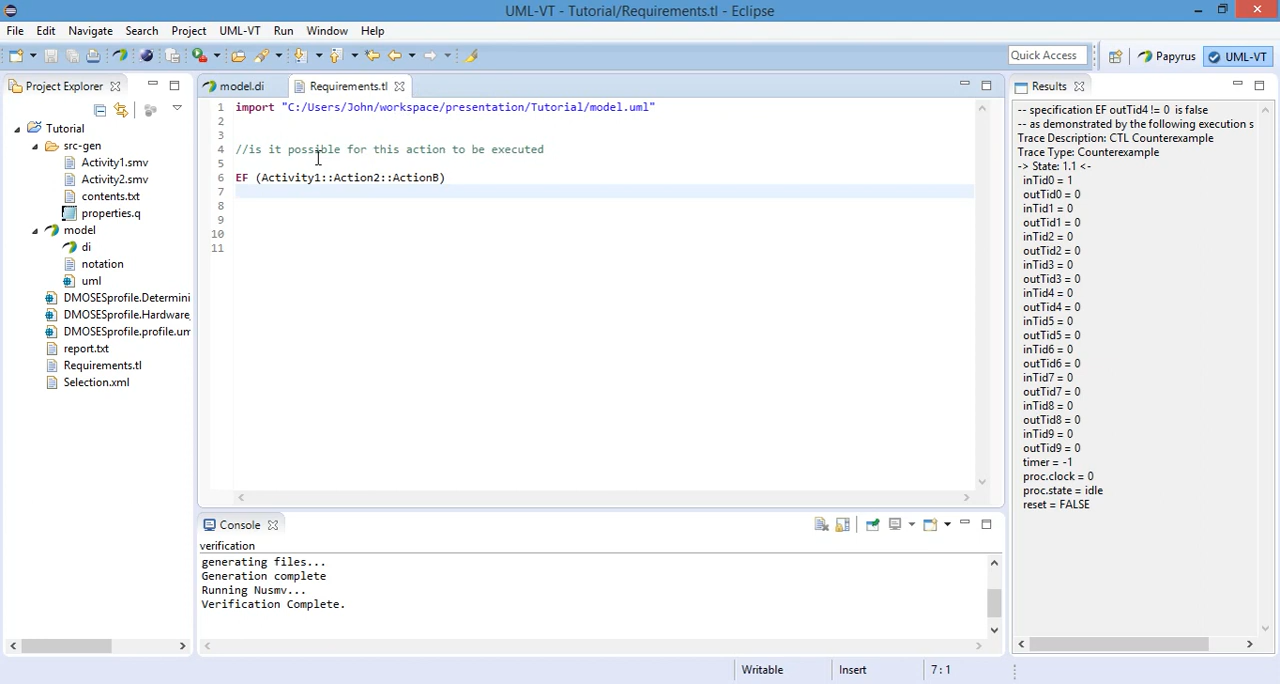 UML-VT - Tutorial/Requirements.tl - Eclipse
File Edit Navigate Search Project UML-VT Run Window Help
Quick Access Papyrus UML-VT
Project Explorer
Tutorial
src-gen
Activity1.smv
Activity2.smv
contents.txt
properties.q
model
di
notation
uml
DMOSESprofile.Determini
DMOSESprofile.Hardware_
DMOSESprofile.profile.um
report.txt
Requirements.tl
Selection.xml
model.di Requirements.tl
1 import "C:/Users/John/workspace/presentation/Tutorial/model.uml"
2
3
4 //is it possible for this action to be executed
5
6 EF (Activity1::Action2::ActionB)
7
8
9
10
11
Console
verification
generating files...
Generation complete
Running Nusmv...
Verification Complete.
Results
-- specification EF outTid4 != 0 is false
-- as demonstrated by the following execution s
Trace Description: CTL Counterexample
Trace Type: Counterexample
-> State: 1.1 <-
inTid0 = 1
outTid0 = 0
inTid1 = 0
outTid1 = 0
inTid2 = 0
outTid2 = 0
inTid3 = 0
outTid3 = 0
inTid4 = 0
outTid4 = 0
inTid5 = 0
outTid5 = 0
inTid6 = 0
outTid6 = 0
inTid7 = 0
outTid7 = 0
inTid8 = 0
outTid8 = 0
inTid9 = 0
outTid9 = 0
timer = -1
proc.clock = 0
proc.state = idle
reset = FALSE
Writable Insert 7 : 1